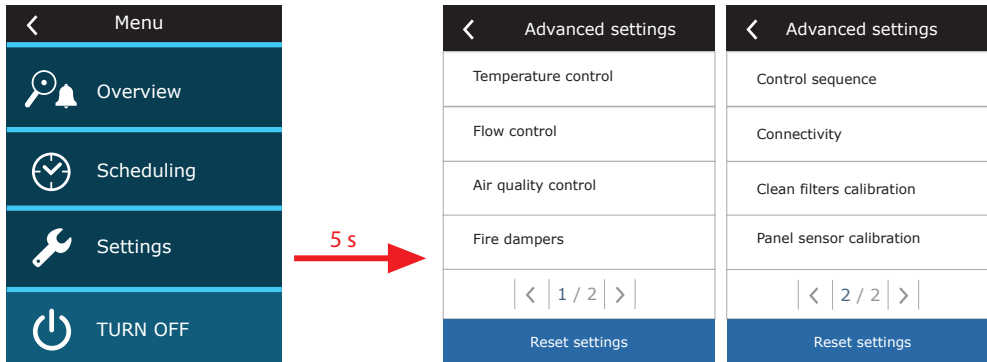 Menu
Overview
Scheduling
Settings
TURN OFF
5 s
Advanced settings
Temperature control
Flow control
Air quality control
Fire dampers
1 / 2
Reset settings
Advanced settings
Control sequence
Connectivity
Clean filters calibration
Panel sensor calibration
2 / 2
Reset settings